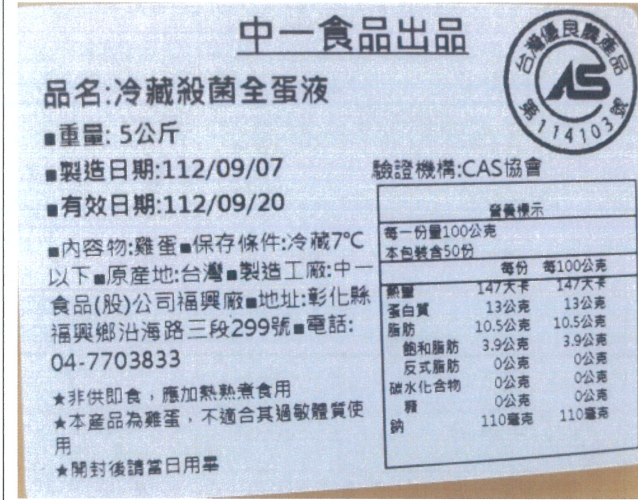 中一食品出品
台灣優良農產品
第114103號
品名:冷藏殺菌全蛋液
■重量: 5公斤
■製造日期:112/09/07
■有效日期:112/09/20
■內容物:雞蛋■保存條件:冷藏7℃
以下■原產地:台灣■製造工廠:中一
食品(股)公司福興廠■地址:彰化縣
福興鄉沿海路三段299號■電話:
04-7703833
★非供即食，應加熱熟煮食用
★本產品為雞蛋，不適合其過敏體質使
用
★開封後請當日用畢
驗證機構:CAS協會
營養標示
每一份量100公克
本包裝含50份
每份 每100公克
熱量 147大卡 147大卡
蛋白質 13公克 13公克
脂肪 10.5公克 10.5公克
飽和脂肪 3.9公克 3.9公克
反式脂肪 0公克 0公克
碳水化合物 0公克 0公克
糖 0公克 0公克
鈉 110毫克 110毫克